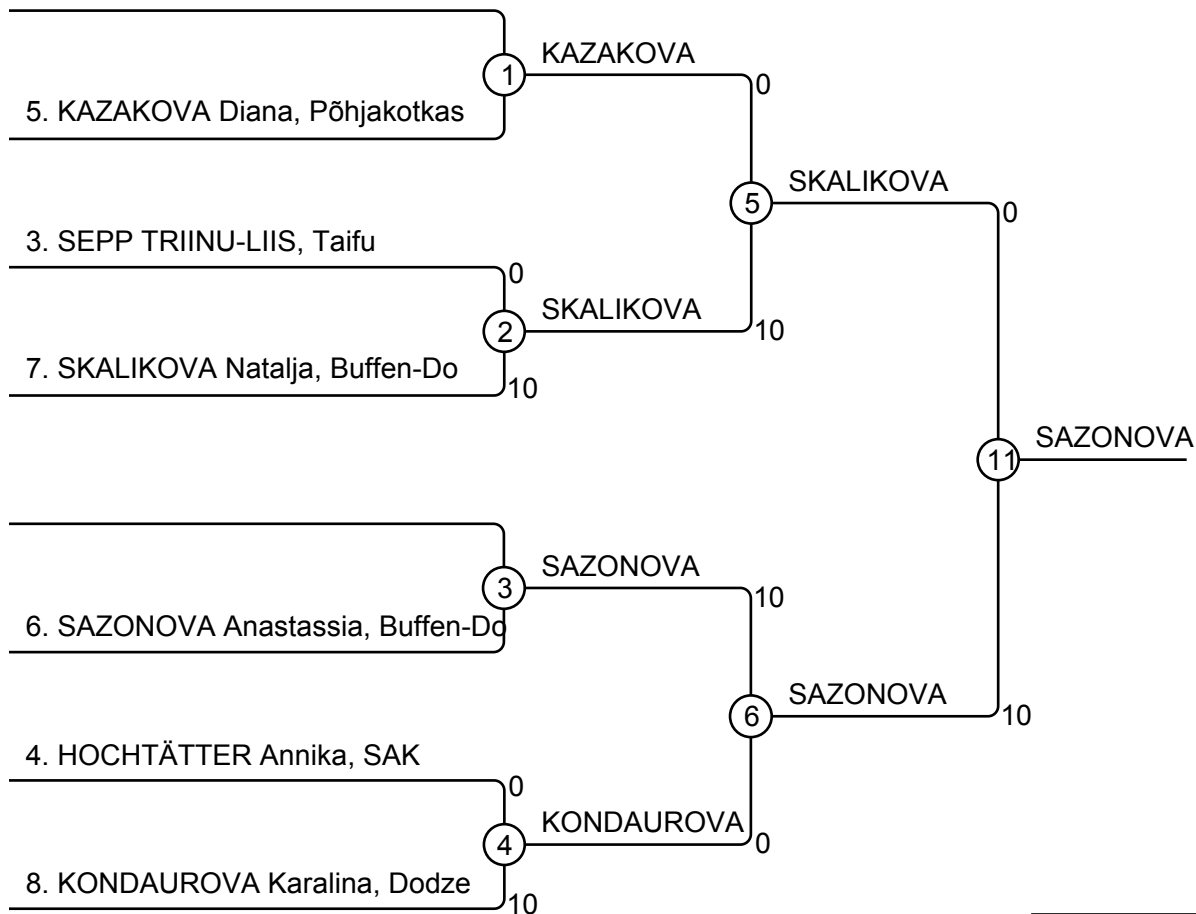 KAZAKOVA
1
0
5. KAZAKOVA Diana, Põhjakotkas
SKALIKOVA
5
0
3. SEPP TRIINU-LIIS, Taifu
0
SKALIKOVA
2
10
7. SKALIKOVA Natalja, Buffen-Do
10
SAZONOVA
11
SAZONOVA
3
10
6. SAZONOVA Anastassia, Buffen-Do
SAZONOVA
6
10
4. HOCHTÄTTER Annika, SAK
0
KONDAUROVA
4
0
8. KONDAUROVA Karalina, Dodze
10